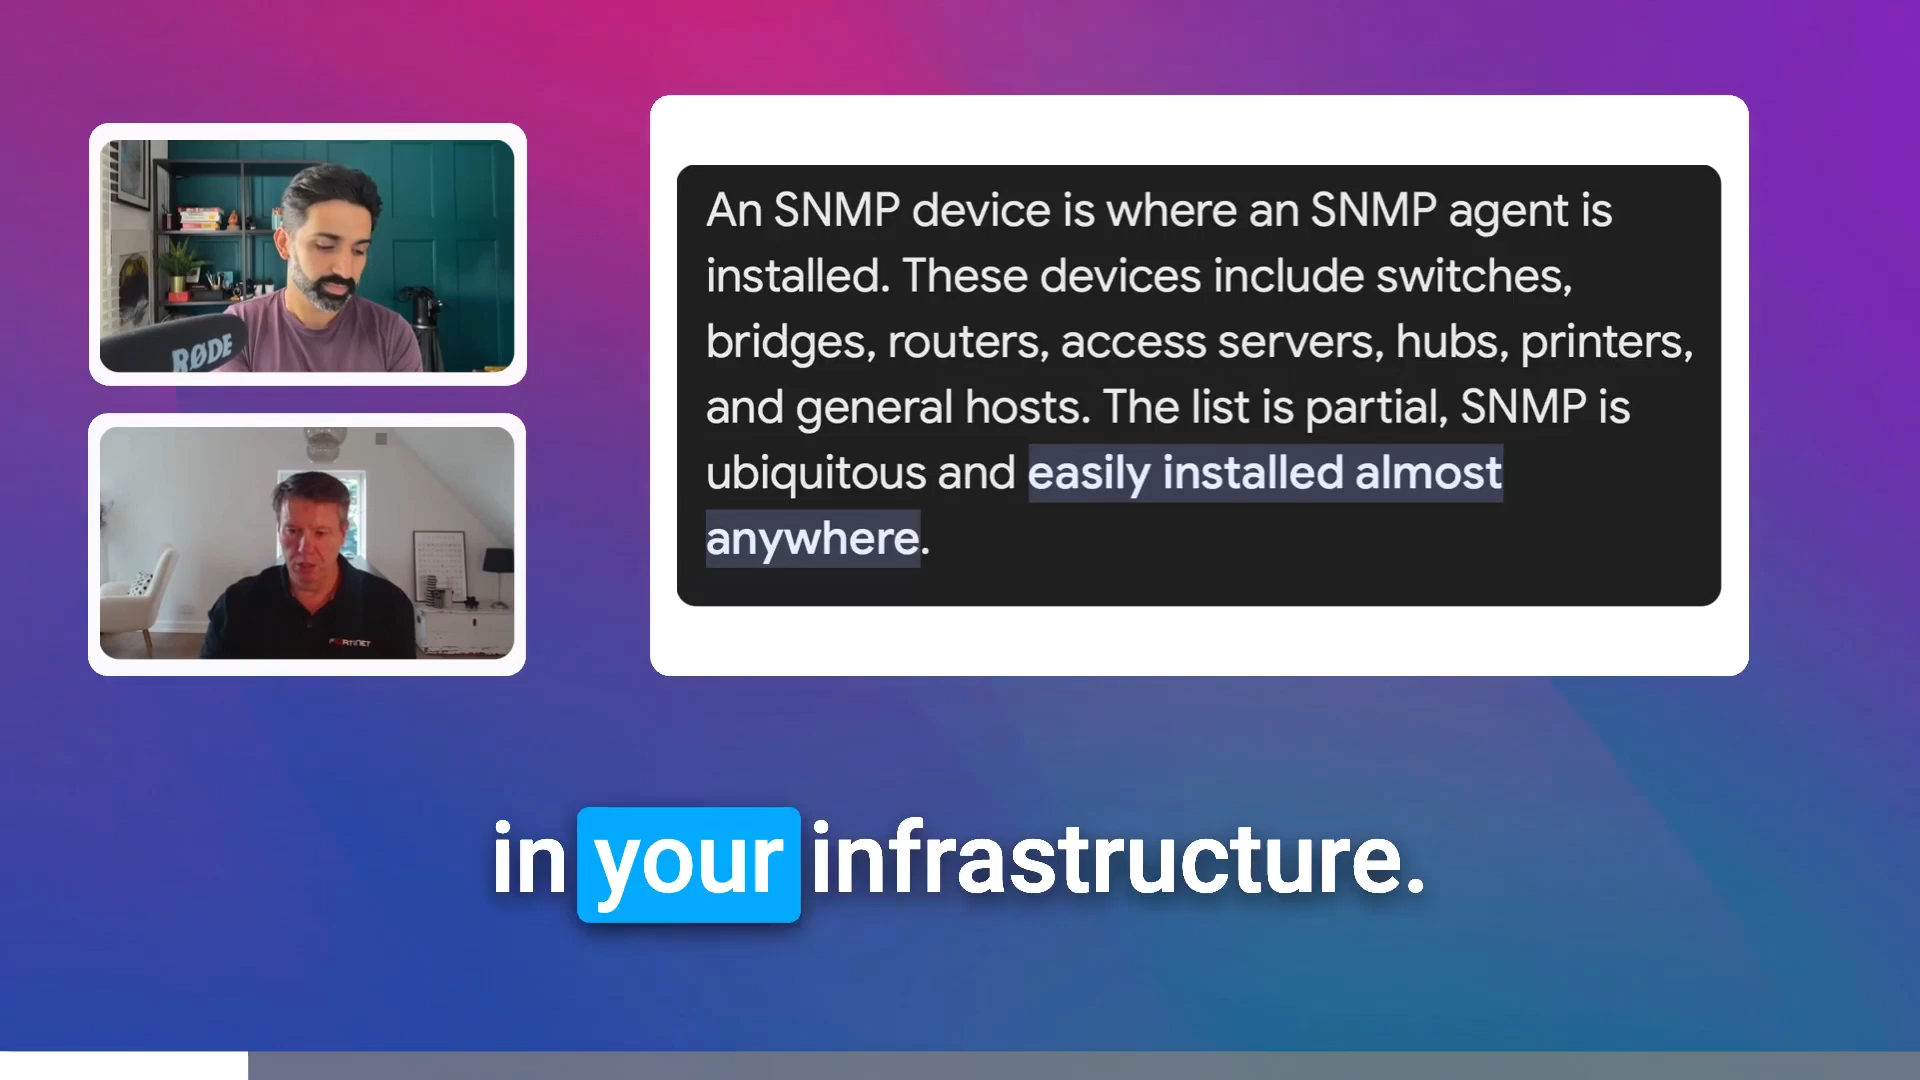 RØDE
FORTINET
An SNMP device is where an SNMP agent is
installed. These devices include switches,
bridges, routers, access servers, hubs, printers,
and general hosts. The list is partial, SNMP is
ubiquitous and easily installed almost
anywhere.
in your infrastructure.